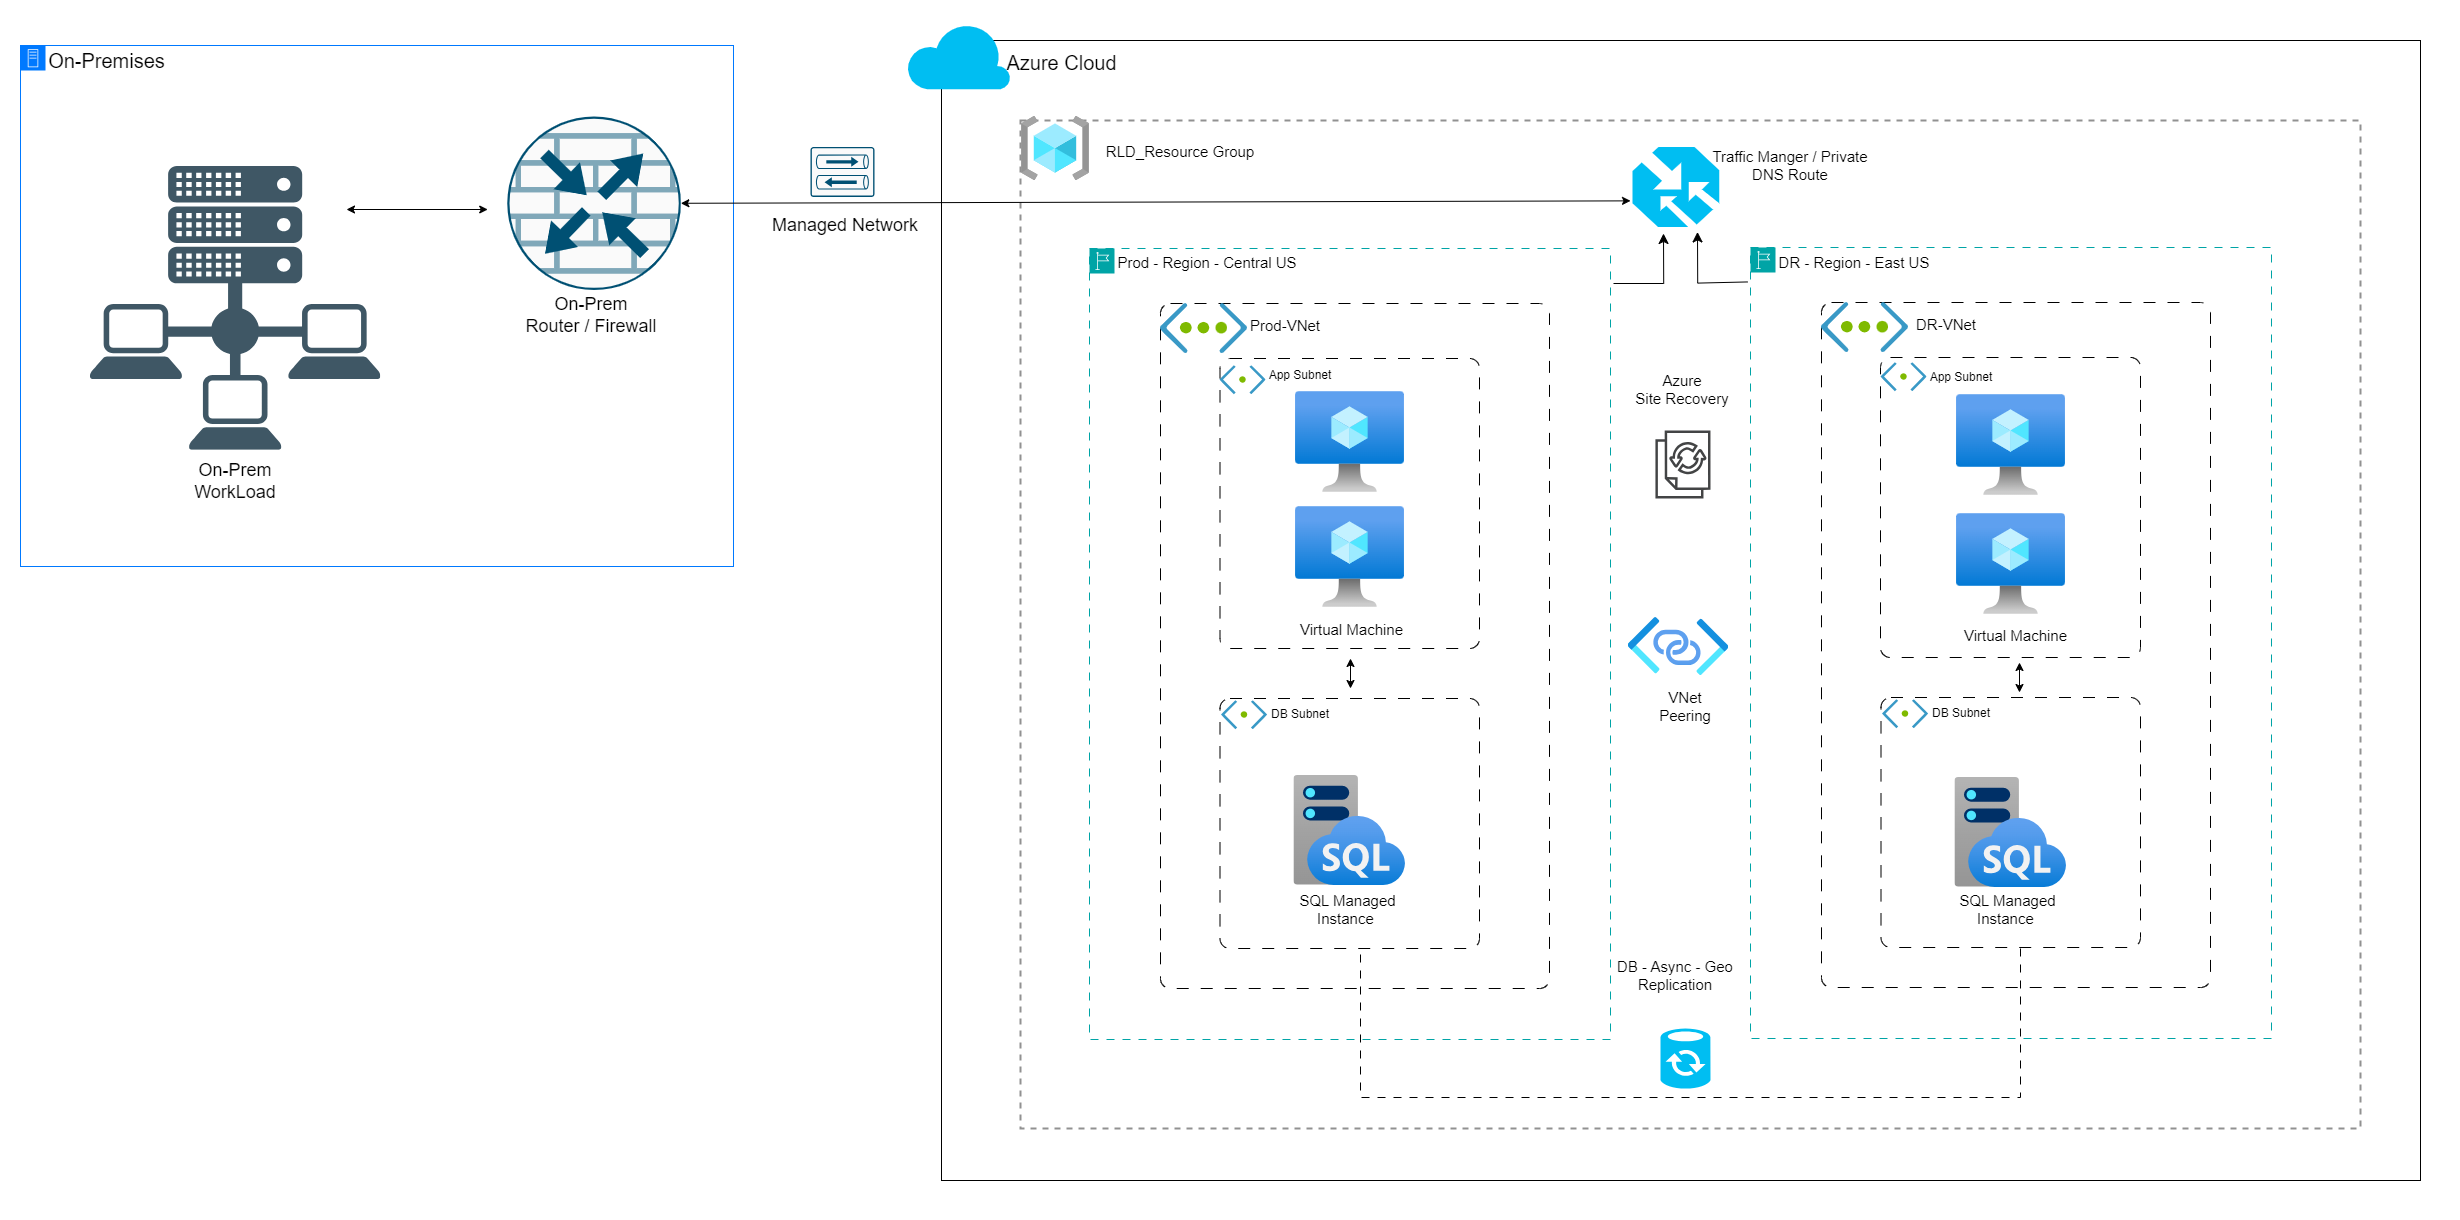 On-Premises
On-Prem
WorkLoad
On-Prem
Router / Firewall
Managed Network
Azure Cloud
RLD_Resource Group
Traffic Manger / Private
DNS Route
Prod - Region - Central US
Prod-VNet
App Subnet
Virtual Machine
DB Subnet
SQL
SQL Managed
Instance
Azure
Site Recovery
VNet
Peering
DB - Async - Geo
Replication
DR - Region - East US
DR-VNet
App Subnet
Virtual Machine
DB Subnet
SQL
SQL Managed
Instance